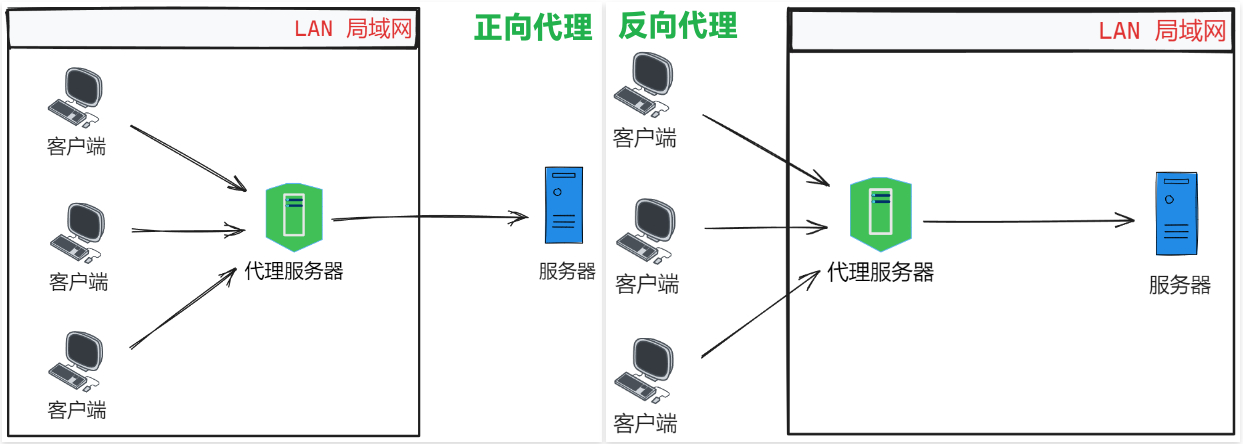 LAN 局域网
正向代理
客户端
客户端
代理服务器
服务器
客户端
反向代理
LAN 局域网
客户端
客户端
代理服务器
服务器
客户端